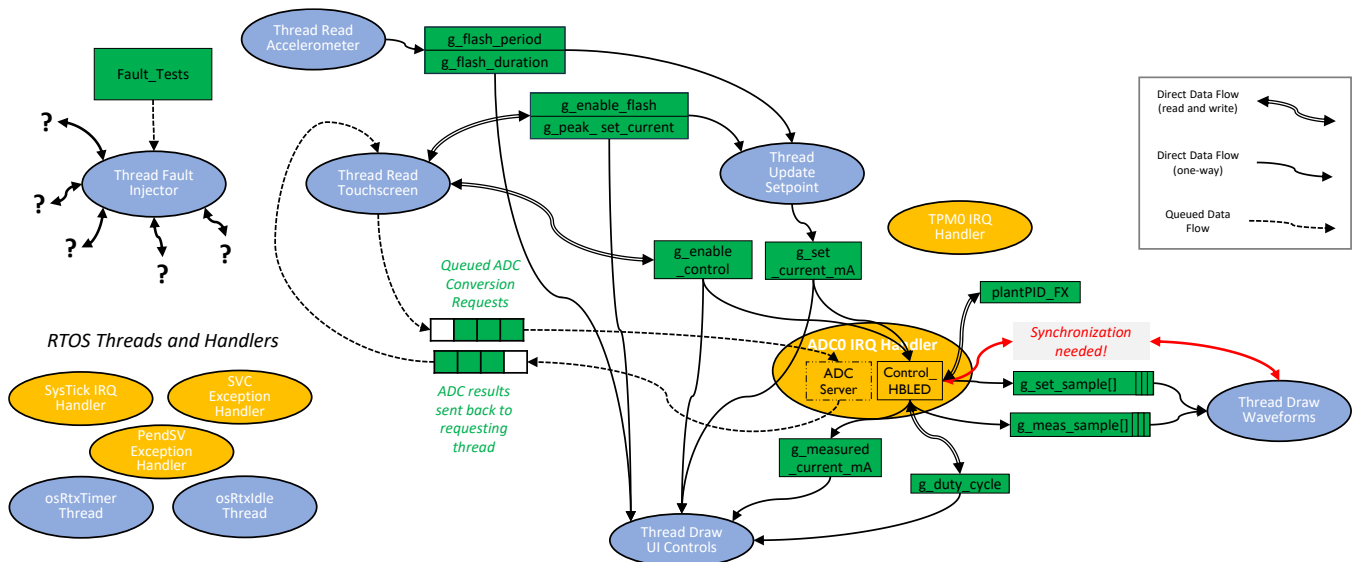 Thread Read
Accelerometer
g_flash_period
g_flash_duration
Fault_Tests
g_enable_flash
g_peak_ set_current
Direct Data Flow
(read and write)
Direct Data Flow
(one-way)
Queued Data
Flow
?
?
?
?
?
Thread Fault
Injector
Thread Read
Touchscreen
Thread
Update
Setpoint
TPM0 IRQ
Handler
g_enable
_control
g_set
_current_mA
Queued ADC
Conversion
Requests
plantPID_FX
RTOS Threads and Handlers
ADC0 IRQ Handler
Synchronization
needed!
ADC
Server
Control_
HBLED
SysTick IRQ
Handler
SVC
Exception
Handler
ADC results
sent back to
requesting
thread
g_set_sample[]
g_meas_sample[]
Thread Draw
Waveforms
PendSV
Exception
Handler
g_measured
_current_mA
g_duty_cycle
osRtxTimer
Thread
osRtxIdle
Thread
Thread Draw
UI Controls